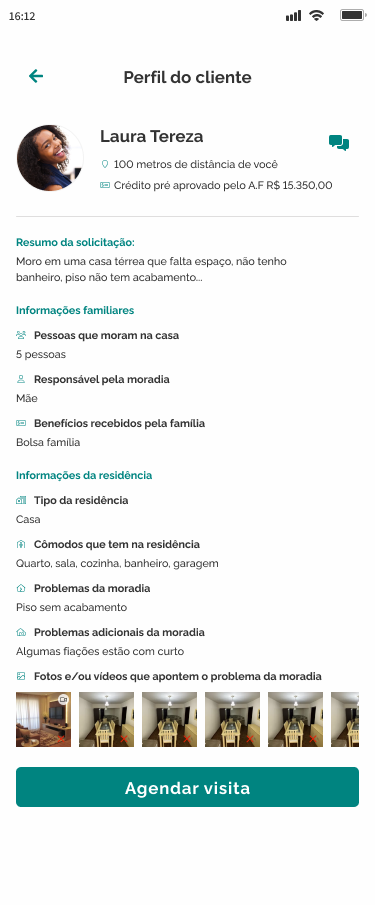 16:12
Perfil do cliente
Laura Tereza
100 metros de distância de você
Crédito pré aprovado pelo A.F R$ 15.350,00
Resumo da solicitação:
Moro em uma casa térrea que falta espaço, não tenho
banheiro, piso não tem acabamento...
Informações familiares
Pessoas que moram na casa
5 pessoas
Responsável pela moradia
Mãe
Benefícios recebidos pela família
Bolsa família
Informações da residência
Tipo da residência
Casa
Cômodos que tem na residência
Quarto, sala, cozinha, banheiro, garagem
Problemas da moradia
Piso sem acabamento
Problemas adicionais da moradia
Algumas fiações estão com curto
Fotos e/ou vídeos que apontem o problema da moradia
Agendar visita